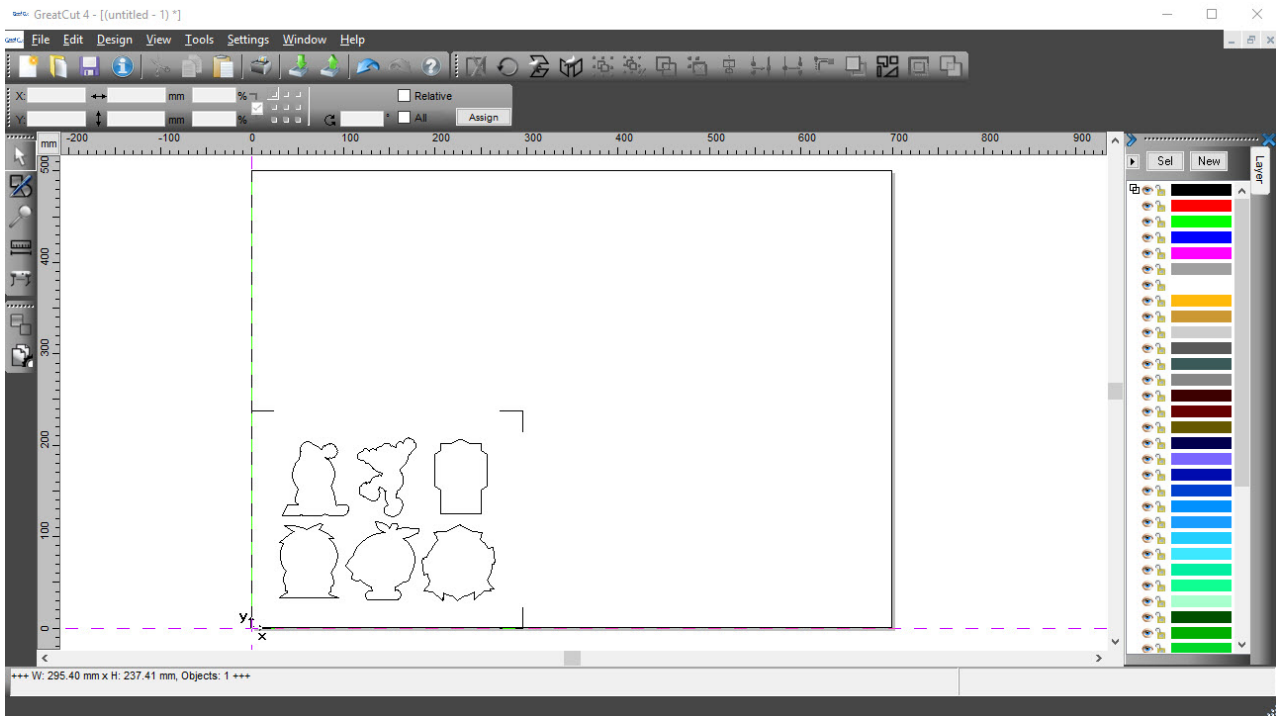 GreatCut 4 - [(untitled - 1) *]
File Edit Design View Tools Settings Window Help
X: mm % Relative
Y: mm % ° All Assign
mm -200 -100 0 100 200 300 400 500 600 700 800 900
Sel New
Layer
500
400
300
200
100
0
Y
X
+++ W: 295.40 mm x H: 237.41 mm, Objects: 1 +++